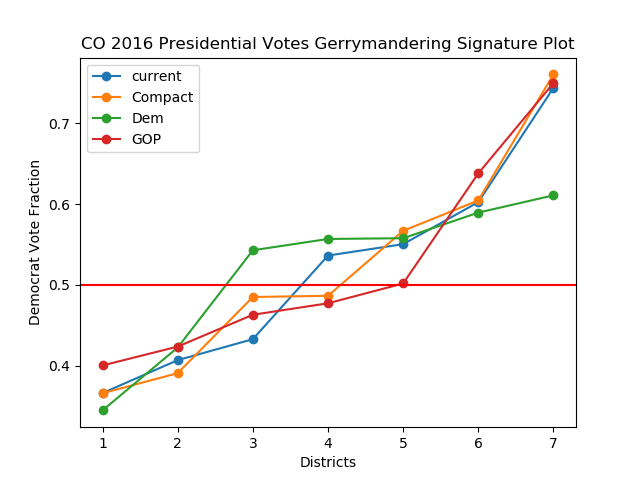 CO 2016 Presidential Votes Gerrymandering Signature Plot
current
Compact
Dem
GOP
0.7
0.6
0.5
0.4
Democrat Vote Fraction
1 2 3 4 5 6 7
Districts